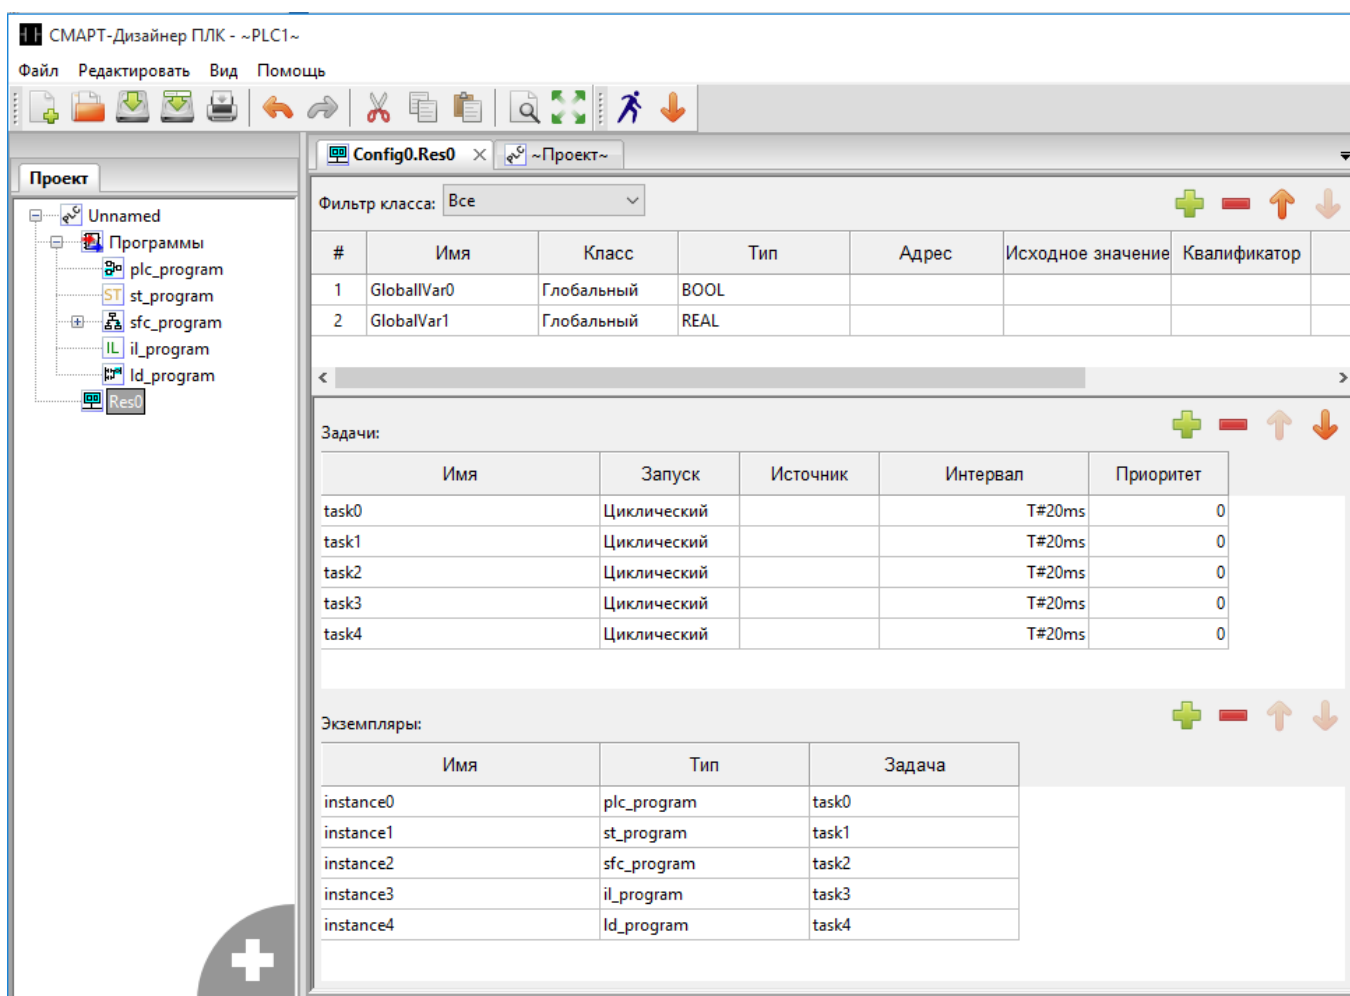 СМАРТ-Дизайнер ПЛК - ~PLC1~
Файл Редактировать Вид Помощь
Config0.Res0 ~Проект~
Проект
Unnamed
Программы
plc_program
ST st_program
sfc_program
IL il_program
ld_program
Res0
Фильтр класса: Все
# Имя Класс Тип Адрес Исходное значение Квалификатор
1 GloballVar0 Глобальный BOOL
2 GlobalVar1 Глобальный REAL
Задачи:
Имя Запуск Источник Интервал Приоритет
task0 Циклический T#20ms 0
task1 Циклический T#20ms 0
task2 Циклический T#20ms 0
task3 Циклический T#20ms 0
task4 Циклический T#20ms 0
Экземпляры:
Имя Тип Задача
instance0 plc_program task0
instance1 st_program task1
instance2 sfc_program task2
instance3 il_program task3
instance4 ld_program task4